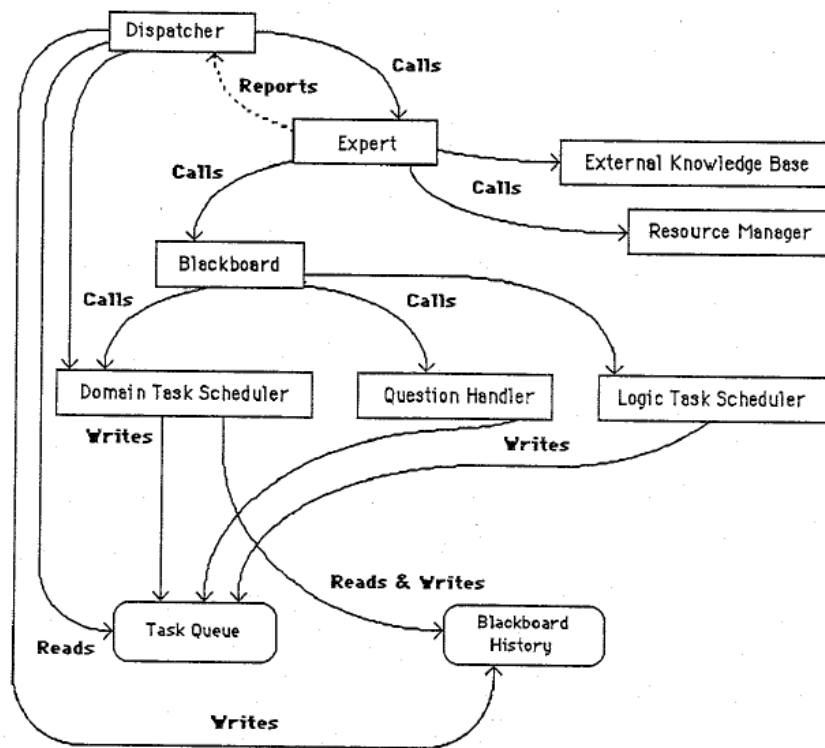 Dispatcher
Calls
Reports
Expert
External Knowledge Base
Calls
Calls
Resource Manager
Blackboard
Calls
Calls
Domain Task Scheduler
Question Handler
Logic Task Scheduler
Writes
Writes
Reads & Writes
Task Queue
Blackboard
History
Reads
Writes